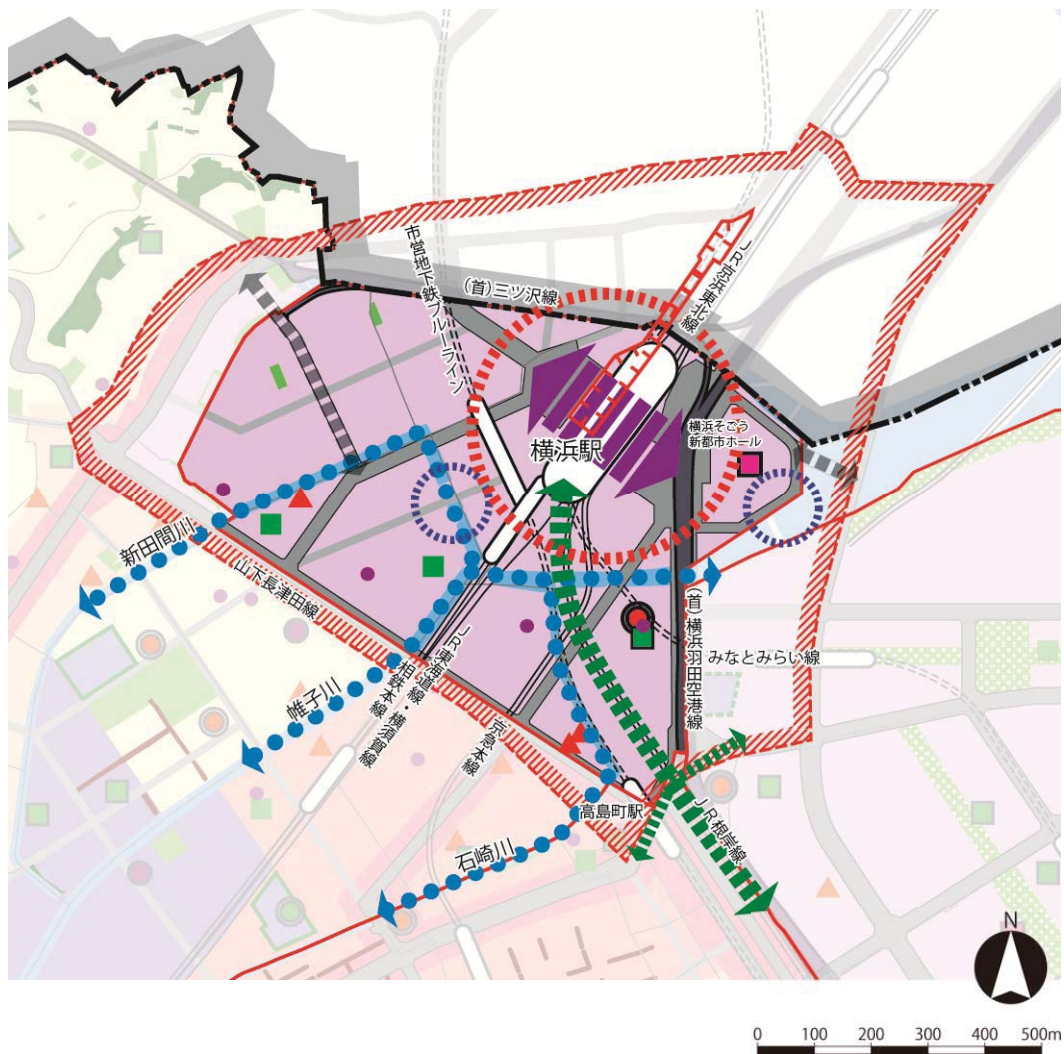 市営地下鉄ブルーライン
(首)三ツ沢線
JR京浜東北線
横浜駅
横浜そごう
新都市ホール
新田間川
山下長津田線
帷子川
JR東海道線・横須賀線
相鉄本線
京急本線
(首)横浜羽田空港線
みなとみらい線
高島町駅
JR根岸線
石崎川
N
0 100 200 300 400 500m